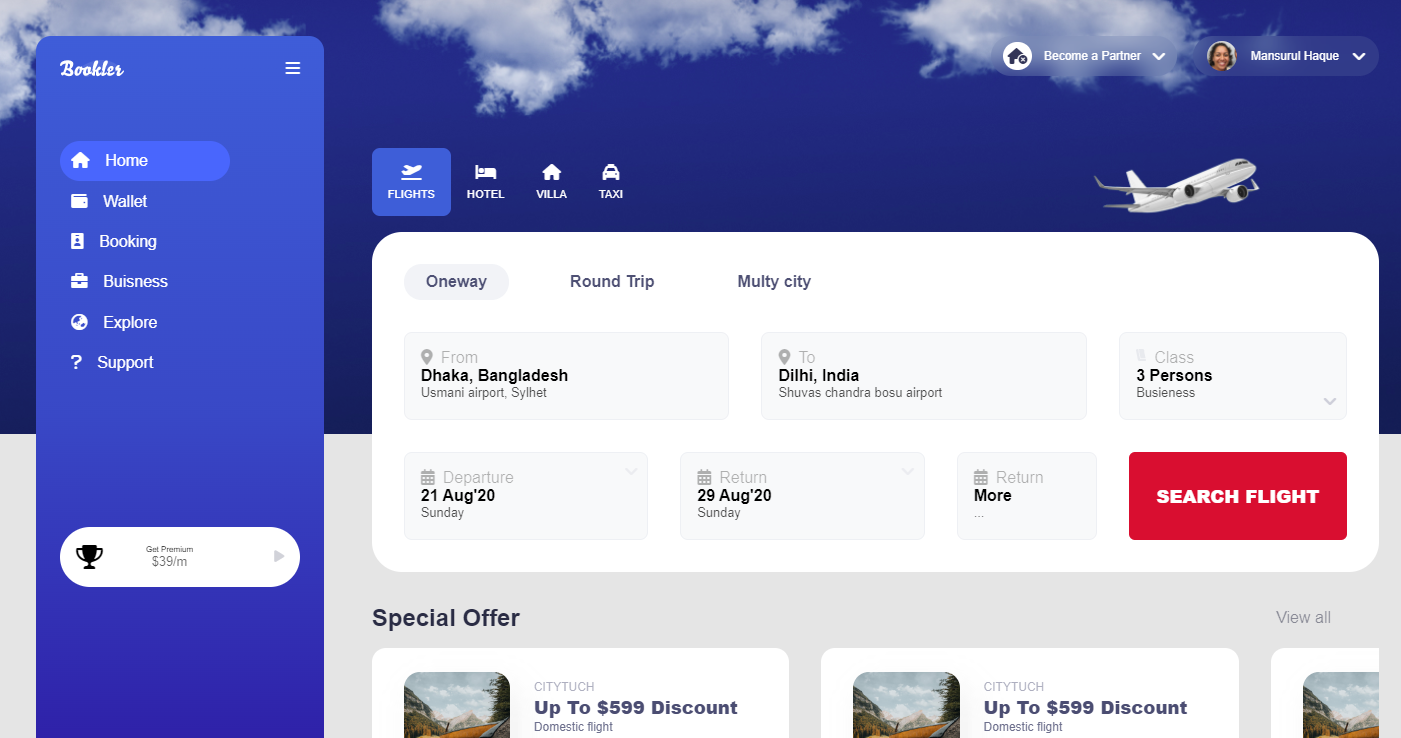 Bookler
Become a Partner
Mansurul Haque
Home
Wallet
Booking
Buisness
Explore
Support
Get Premium
$39/m
FLIGHTS
HOTEL
VILLA
TAXI
Oneway
Round Trip
Multy city
From
Dhaka, Bangladesh
Usmani airport, Sylhet
To
Dilhi, India
Shuvas chandra bosu airport
Class
3 Persons
Busieness
Departure
21 Aug'20
Sunday
Return
29 Aug'20
Sunday
Return
More
...
SEARCH FLIGHT
Special Offer
View all
CITYTUCH
Up To $599 Discount
Domestic flight
CITYTUCH
Up To $599 Discount
Domestic flight